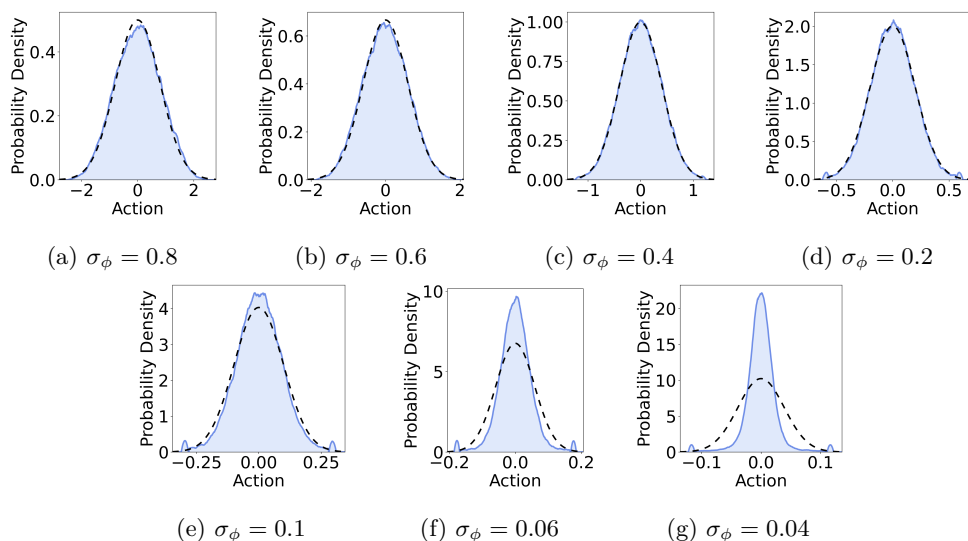 Probability Density
0.4
0.2
0.0
−2 0 2
Action
(a) σϕ = 0.8
Probability Density
0.6
0.4
0.2
0.0
−2 0 2
Action
(b) σϕ = 0.6
Probability Density
1.00
0.75
0.50
0.25
0.00
−1 0 1
Action
(c) σϕ = 0.4
Probability Density
2.0
1.5
1.0
0.5
0.0
−0.5 0.0 0.5
Action
(d) σϕ = 0.2
Probability Density
4
3
2
1
0
−0.25 0.00 0.25
Action
(e) σϕ = 0.1
Probability Density
10
5
0
−0.2 0.0 0.2
Action
(f) σϕ = 0.06
Probability Density
20
15
10
5
0
−0.1 0.0 0.1
Action
(g) σϕ = 0.04